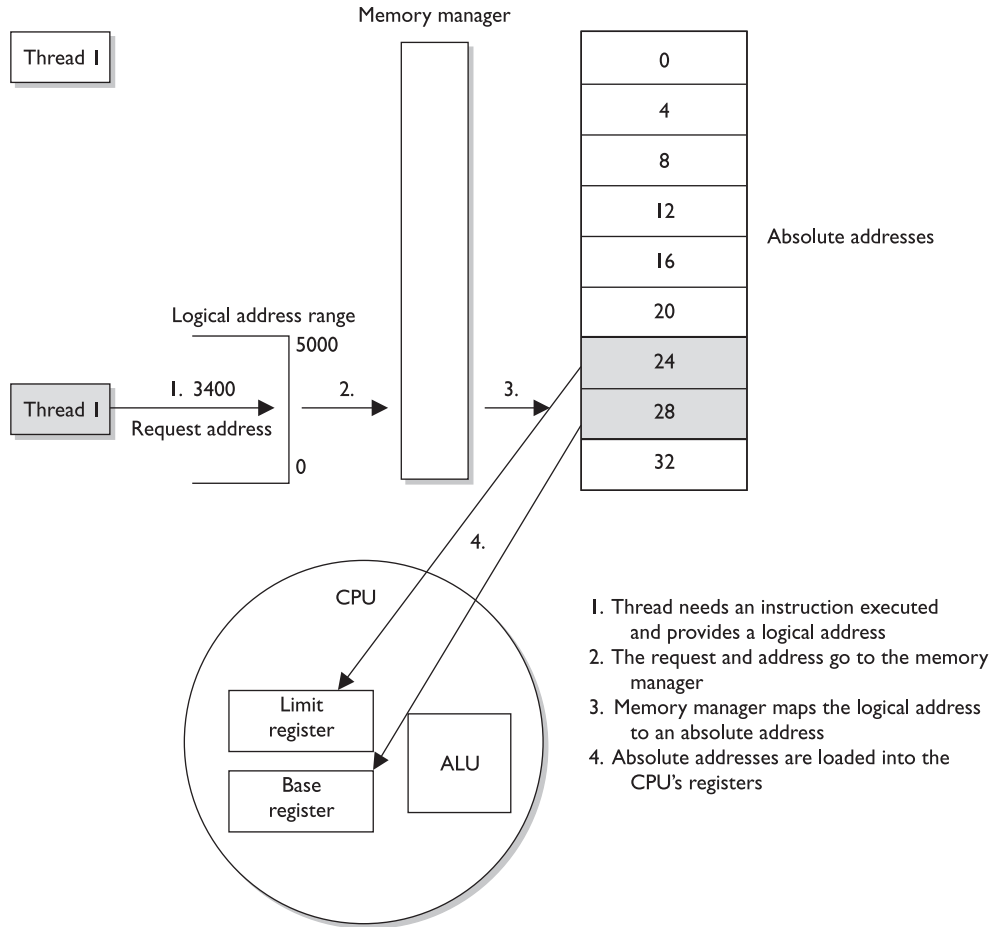 Memory manager
Thread 1
0
4
8
12
16
20
24
28
32
Absolute addresses
Logical address range
5000
Thread 1
1. 3400
Request address
0
2.
3.
4.
CPU
Limit
register
Base
register
ALU
1. Thread needs an instruction executed
and provides a logical address
2. The request and address go to the memory
manager
3. Memory manager maps the logical address
to an absolute address
4. Absolute addresses are loaded into the
CPU's registers